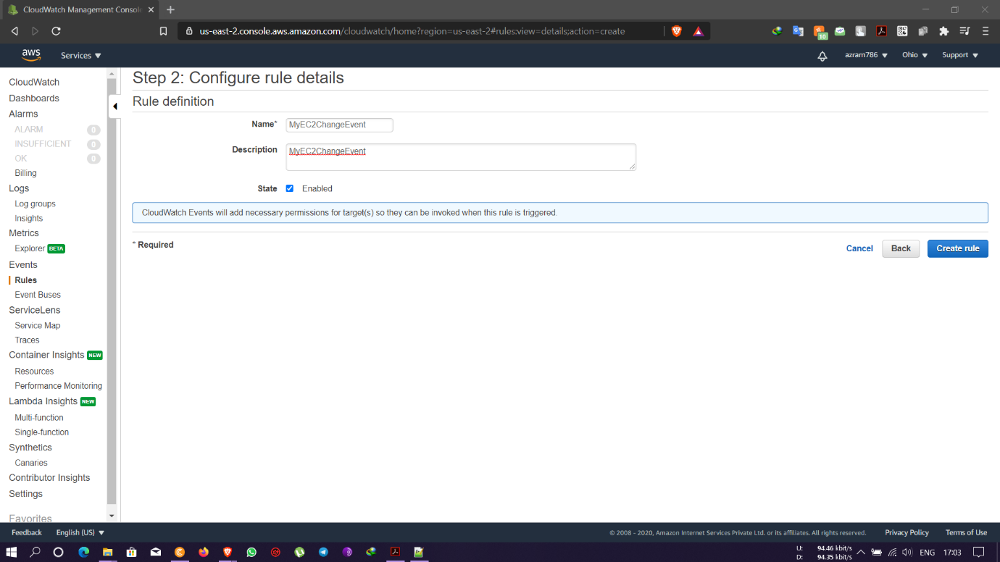 CloudWatch Management Consol
us-east-2.console.aws.amazon.com/cloudwatch/home?region=us-east-2#rules:view=details;action=create
10
aws
Services
azram786
Ohio
Support
CloudWatch
Dashboards
Alarms
ALARM 0
INSUFFICIENT 0
OK 0
Billing
Logs
Log groups
Insights
Metrics
Explorer BETA
Events
Rules
Event Buses
ServiceLens
Service Map
Traces
Container Insights NEW
Resources
Performance Monitoring
Lambda Insights NEW
Multi-function
Single-function
Synthetics
Canaries
Contributor Insights
Settings
Favorites
Step 2: Configure rule details
Rule definition
Name* MyEC2ChangeEvent
Description MyEC2ChangeEvent
State Enabled
CloudWatch Events will add necessary permissions for target(s) so they can be invoked when this rule is triggered.
* Required
Cancel Back Create rule
Feedback English (US)
© 2008 - 2020, Amazon Internet Services Private Ltd. or its affiliates. All rights reserved. Privacy Policy Terms of Use
U: 94.46 kbit/s
D: 94.35 kbit/s
ENG 17:03